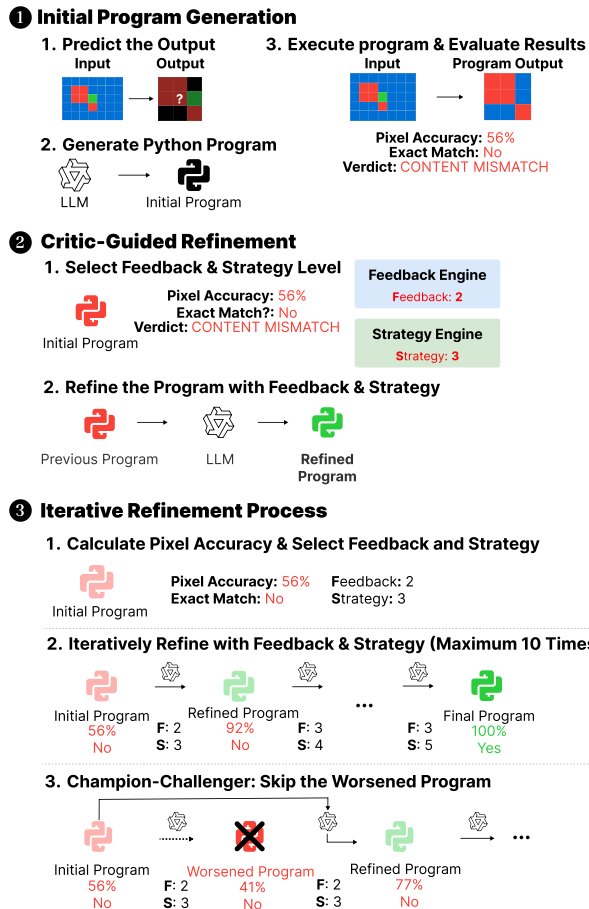 ❶ Initial Program Generation
1. Predict the Output
Input
Output
?
2. Generate Python Program
LLM
Initial Program
3. Execute program & Evaluate Results
Input
Program Output
Pixel Accuracy: 56%
Exact Match: No
Verdict: CONTENT MISMATCH
❷ Critic-Guided Refinement
1. Select Feedback & Strategy Level
Initial Program
Pixel Accuracy: 56%
Exact Match?: No
Verdict: CONTENT MISMATCH
Feedback Engine
Feedback: 2
Strategy Engine
Strategy: 3
2. Refine the Program with Feedback & Strategy
Previous Program
LLM
Refined
Program
❸ Iterative Refinement Process
1. Calculate Pixel Accuracy & Select Feedback and Strategy
Initial Program
Pixel Accuracy: 56%
Exact Match: No
Feedback: 2
Strategy: 3
2. Iteratively Refine with Feedback & Strategy (Maximum 10 Times
Initial Program
56%
No
F: 2
S: 3
Refined Program
92%
No
F: 3
S: 4
...
F: 3
S: 5
Final Program
100%
Yes
3. Champion-Challenger: Skip the Worsened Program
Initial Program
56%
No
F: 2
S: 3
Worsened Program
41%
No
F: 2
S: 3
Refined Program
77%
No
...